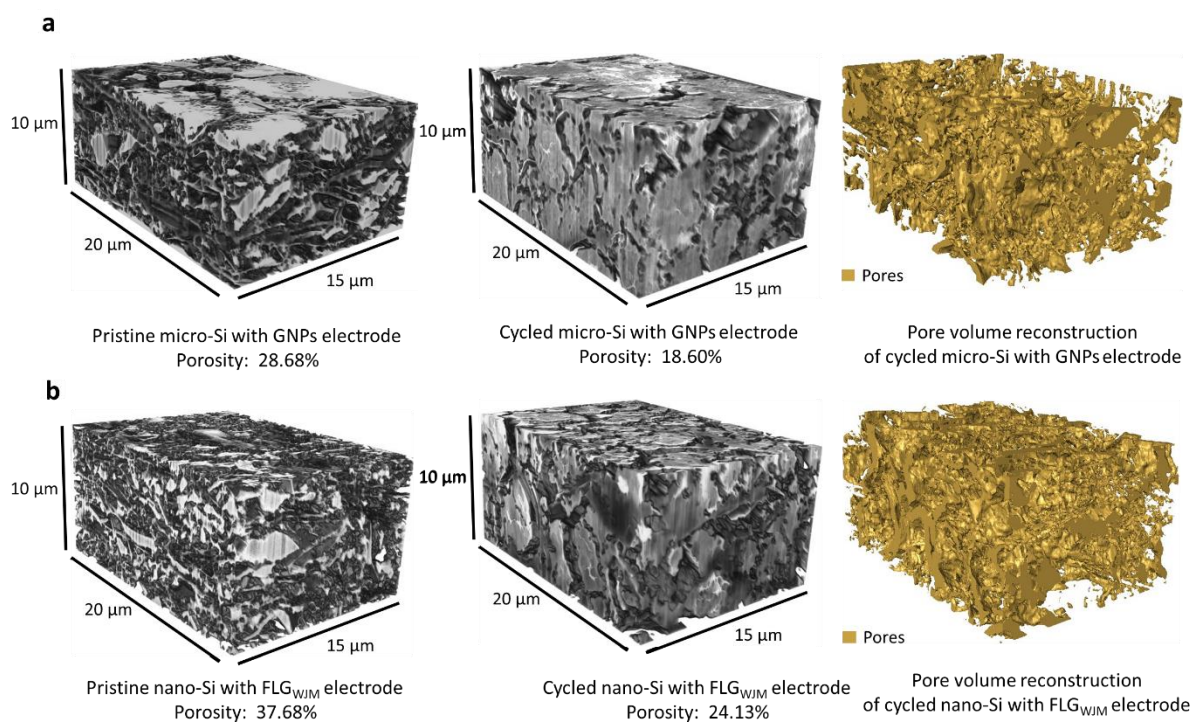 a
10 μm
20 μm
15 μm
Pristine micro-Si with GNPs electrode
Porosity: 28.68%
10 μm
20 μm
15 μm
Cycled micro-Si with GNPs electrode
Porosity: 18.60%
Pores
Pore volume reconstruction
of cycled micro-Si with GNPs electrode
b
10 μm
20 μm
15 μm
Pristine nano-Si with FLGWJM electrode
Porosity: 37.68%
10 μm
20 μm
15 μm
Cycled nano-Si with FLGWJM electrode
Porosity: 24.13%
Pores
Pore volume reconstruction
of cycled nano-Si with FLGWJM electrode